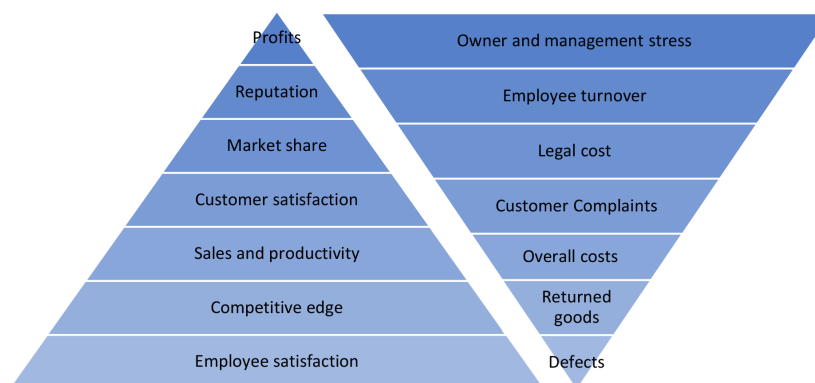 Profits
Reputation
Market share
Customer satisfaction
Sales and productivity
Competitive edge
Employee satisfaction
Owner and management stress
Employee turnover
Legal cost
Customer Complaints
Overall costs
Returned
goods
Defects